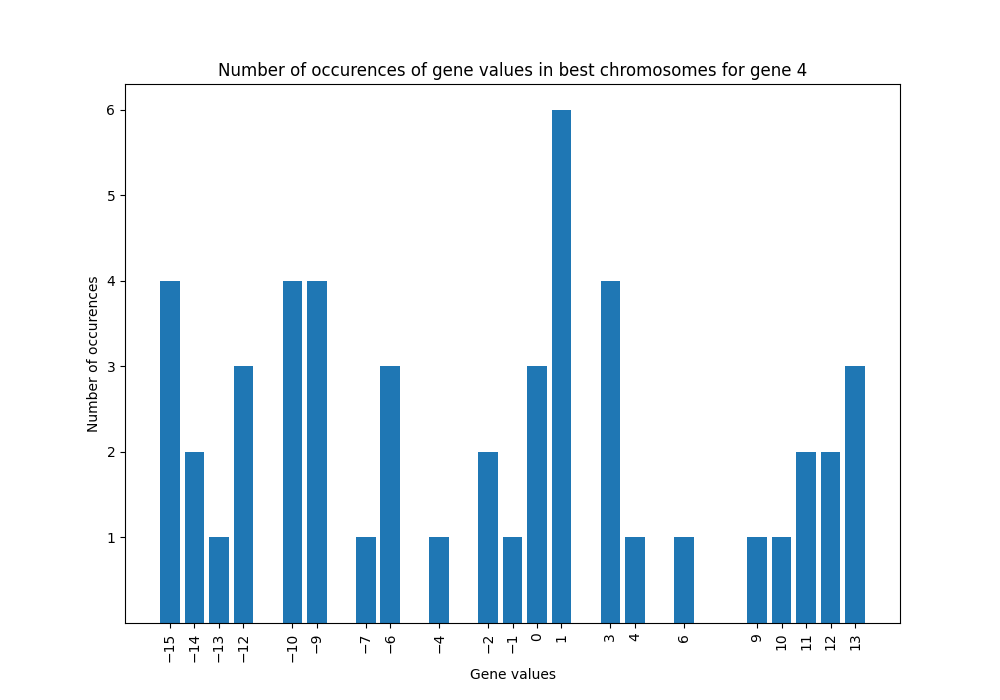 Number of occurences of gene values in best chromosomes for gene 4
6
5
4
3
2
1
Number of occurences
−15 −14 −13 −12 −10 −9 −7 −6 −4 −2 −1 0 1 3 4 6 9 10 11 12 13
Gene values